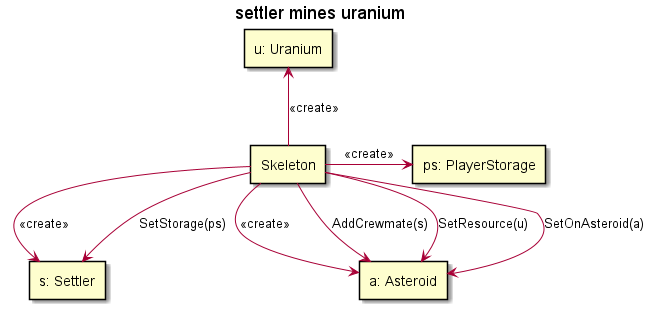 settler mines uranium
u: Uranium
«create»
Skeleton
«create»
ps: PlayerStorage
«create»
SetStorage(ps)
«create»
AddCrewmate(s)
SetResource(u)
SetOnAsteroid(a)
s: Settler
a: Asteroid